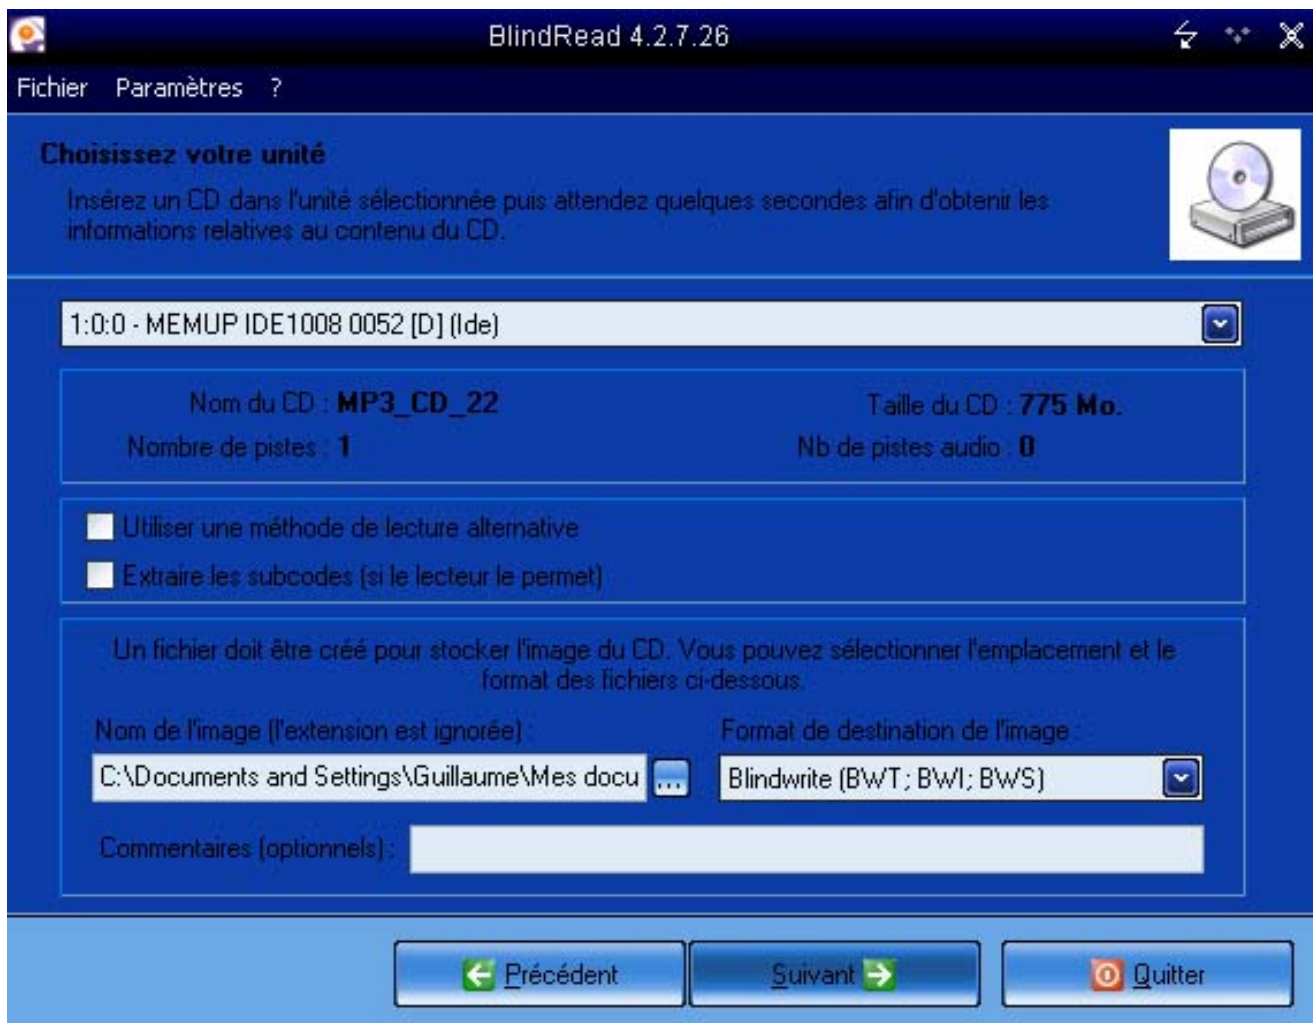 BlindRead 4.2.7.26
Fichier Paramètres ?
Choisissez votre unité
Insérez un CD dans l'unité sélectionnée puis attendez quelques secondes afin d'obtenir les
informations relatives au contenu du CD.
1:0:0 - MEMUP IDE1008 0052 [D] (Ide)
Nom du CD : MP3_CD_22 Taille du CD : 775 Mo.
Nombre de pistes : 1 Nb de pistes audio : 0
Utiliser une méthode de lecture alternative
Extraire les subcodes (si le lecteur le permet)
Un fichier doit être créé pour stocker l'image du CD. Vous pouvez sélectionner l'emplacement et le
format des fichiers ci-dessous.
Nom de l'image (l'extension est ignorée) : Format de destination de l'image :
C:\Documents and Settings\Guillaume\Mes docu ... Blindwrite (BWT; BWI; BWS)
Commentaires (optionnels) :
Précédent Suivant Quitter